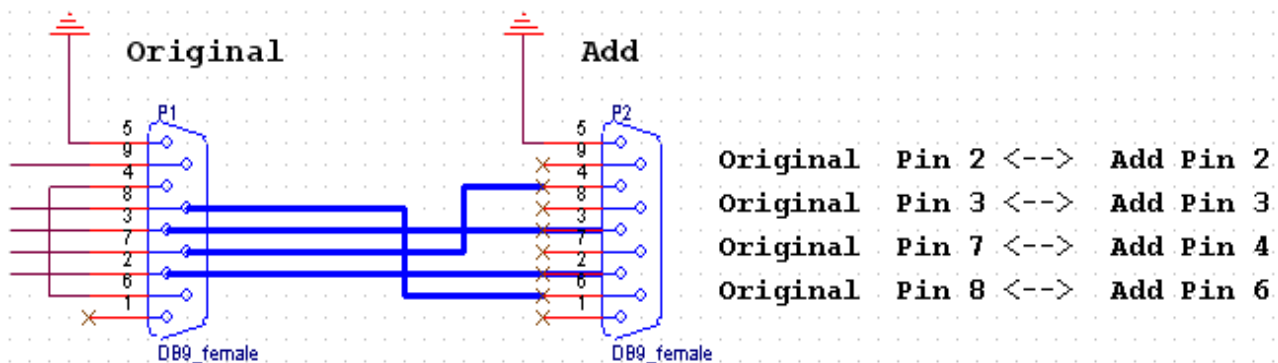 Original
Add
P1
5
9
4
8
3
7
2
6
1
DB9_female
P2
5
9
4
8
3
7
2
6
1
DB9_female
Original Pin 2 <--> Add Pin 2
Original Pin 3 <--> Add Pin 3
Original Pin 7 <--> Add Pin 4
Original Pin 8 <--> Add Pin 6